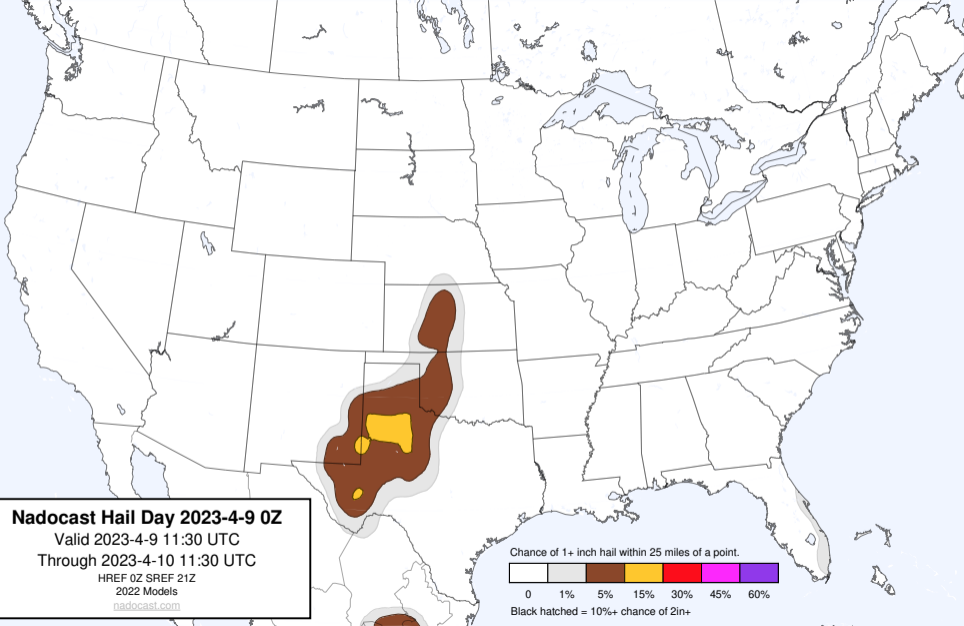 Nadocast Hail Day 2023-4-9 0Z
Valid 2023-4-9 11:30 UTC
Through 2023-4-10 11:30 UTC
HREF 0Z SREF 21Z
2022 Models
nadocast.com
Chance of 1+ inch hail within 25 miles of a point.
0 1% 5% 15% 30% 45% 60%
Black hatched = 10%+ chance of 2in+